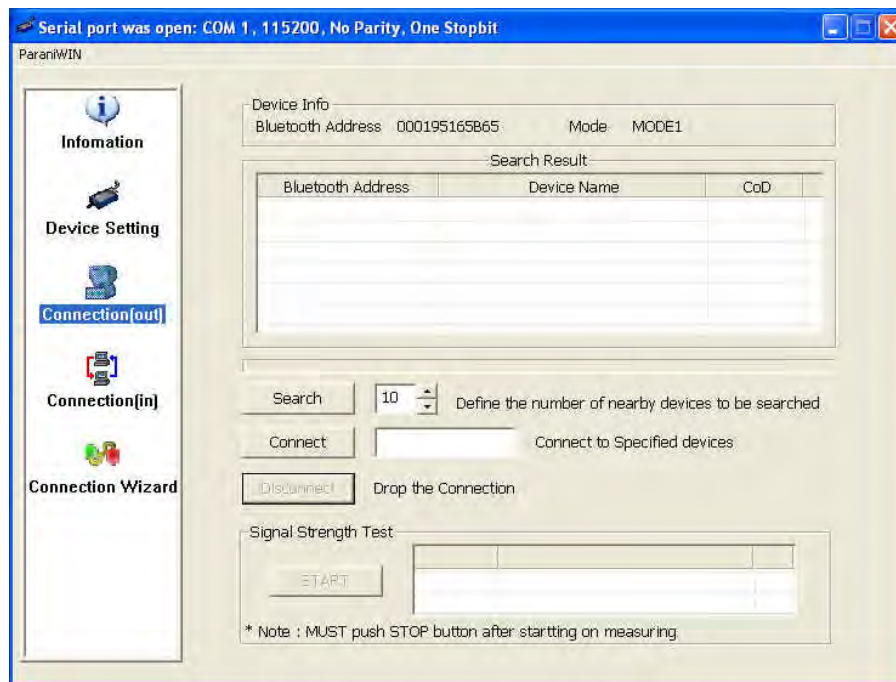 Serial port was open: COM 1, 115200, No Parity, One Stopbit
ParaniWIN
Infomation
Device Setting
Connection(out)
Connection(in)
Connection Wizard
Device Info
Bluetooth Address 000195165B65 Mode MODE1
Search Result
Bluetooth Address Device Name CoD
Search 10 Define the number of nearby devices to be searched
Connect Connect to Specified devices
Disconnect Drop the Connection
Signal Strength Test
START
* Note : MUST push STOP button after startting on measuring